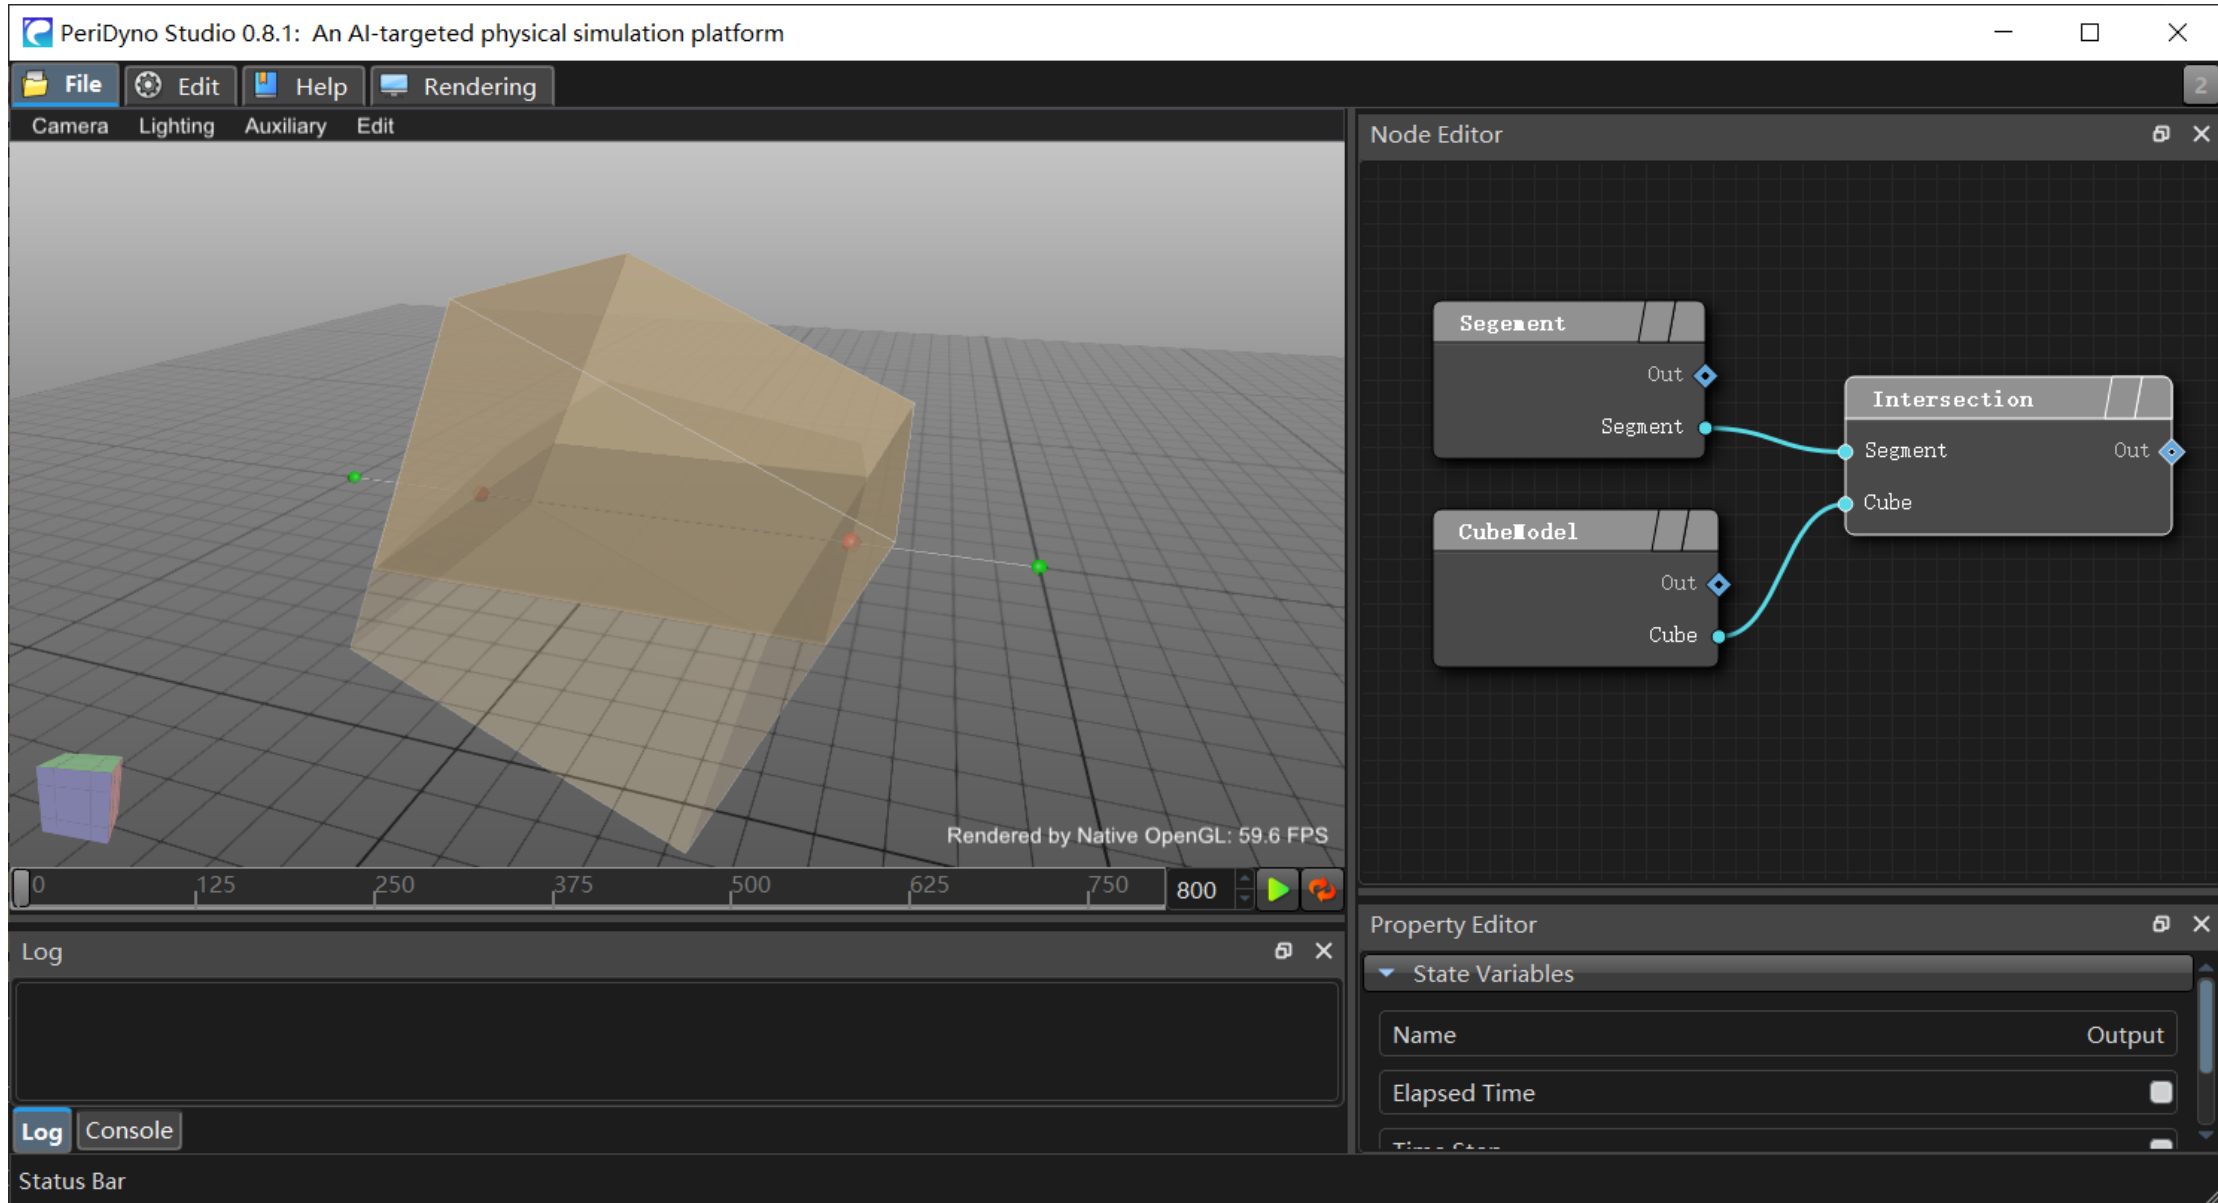 PeriDyno Studio 0.8.1: An AI-targeted physical simulation platform
File Edit Help Rendering 2
Camera Lighting Auxiliary Edit
Rendered by Native OpenGL: 59.6 FPS
0 125 250 375 500 625 750 800
Log
Log Console
Status Bar
Node Editor
Segement
Out
Segment
CubeModel
Out
Cube
Intersection
Segment Out
Cube
Property Editor
State Variables
Name Output
Elapsed Time
Time Step